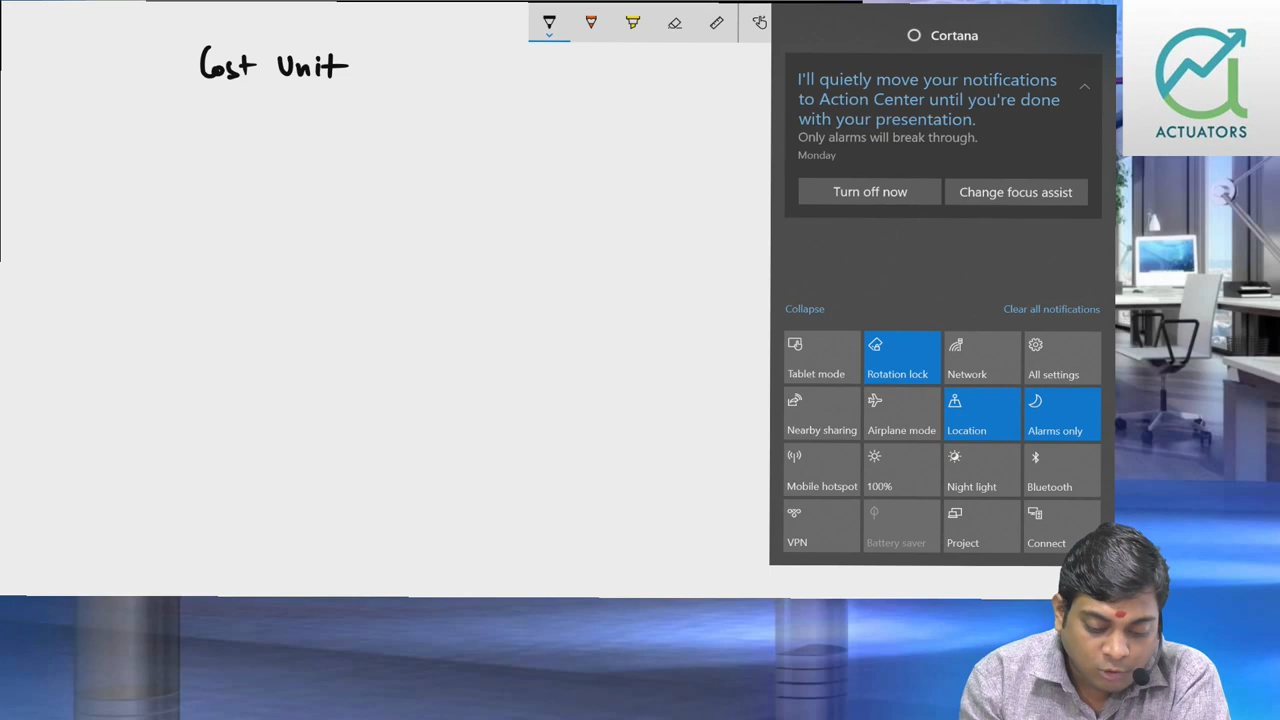 Cost Unit
Cortana
I'll quietly move your notifications
to Action Center until you're done
with your presentation.
Only alarms will break through.
Monday
Turn off now
Change focus assist
Collapse
Clear all notifications
Tablet mode
Rotation lock
Network
All settings
Nearby sharing
Airplane mode
Location
Alarms only
Mobile hotspot
100%
Night light
Bluetooth
VPN
Battery saver
Project
Connect
ACTUATORS